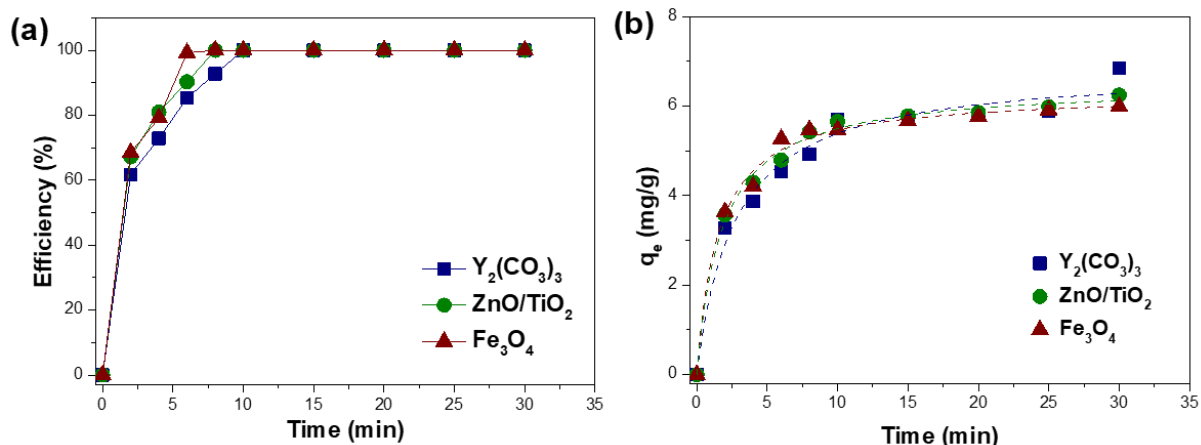 (a)
Efficiency (%)
100
80
60
40
20
0
Y₂(CO₃)₃
ZnO/TiO₂
Fe₃O₄
0 5 10 15 20 25 30 35
Time (min)
(b)
qₑ (mg/g)
8
6
4
2
0
Y₂(CO₃)₃
ZnO/TiO₂
Fe₃O₄
0 5 10 15 20 25 30 35
Time (min)